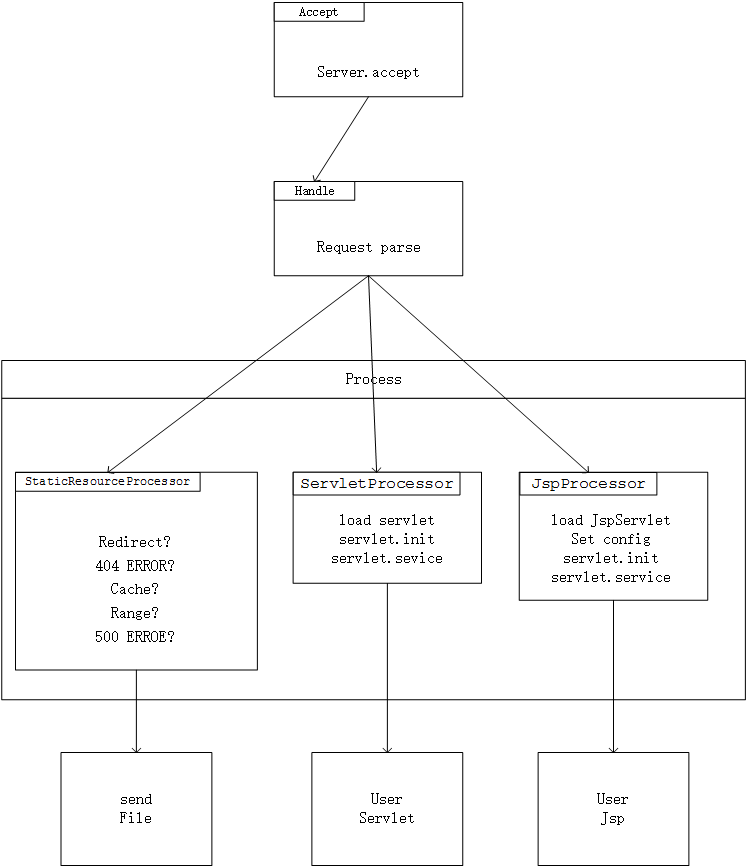 Accept
Server.accept
Handle
Request parse
Process
StaticResourceProcessor
Redirect?
404 ERROR?
Cache?
Range?
500 ERROE?
ServletProcessor
load servlet
servlet.init
servlet.sevice
JspProcessor
load JspServlet
Set config
servlet.init
servlet.service
send
File
User
Servlet
User
Jsp